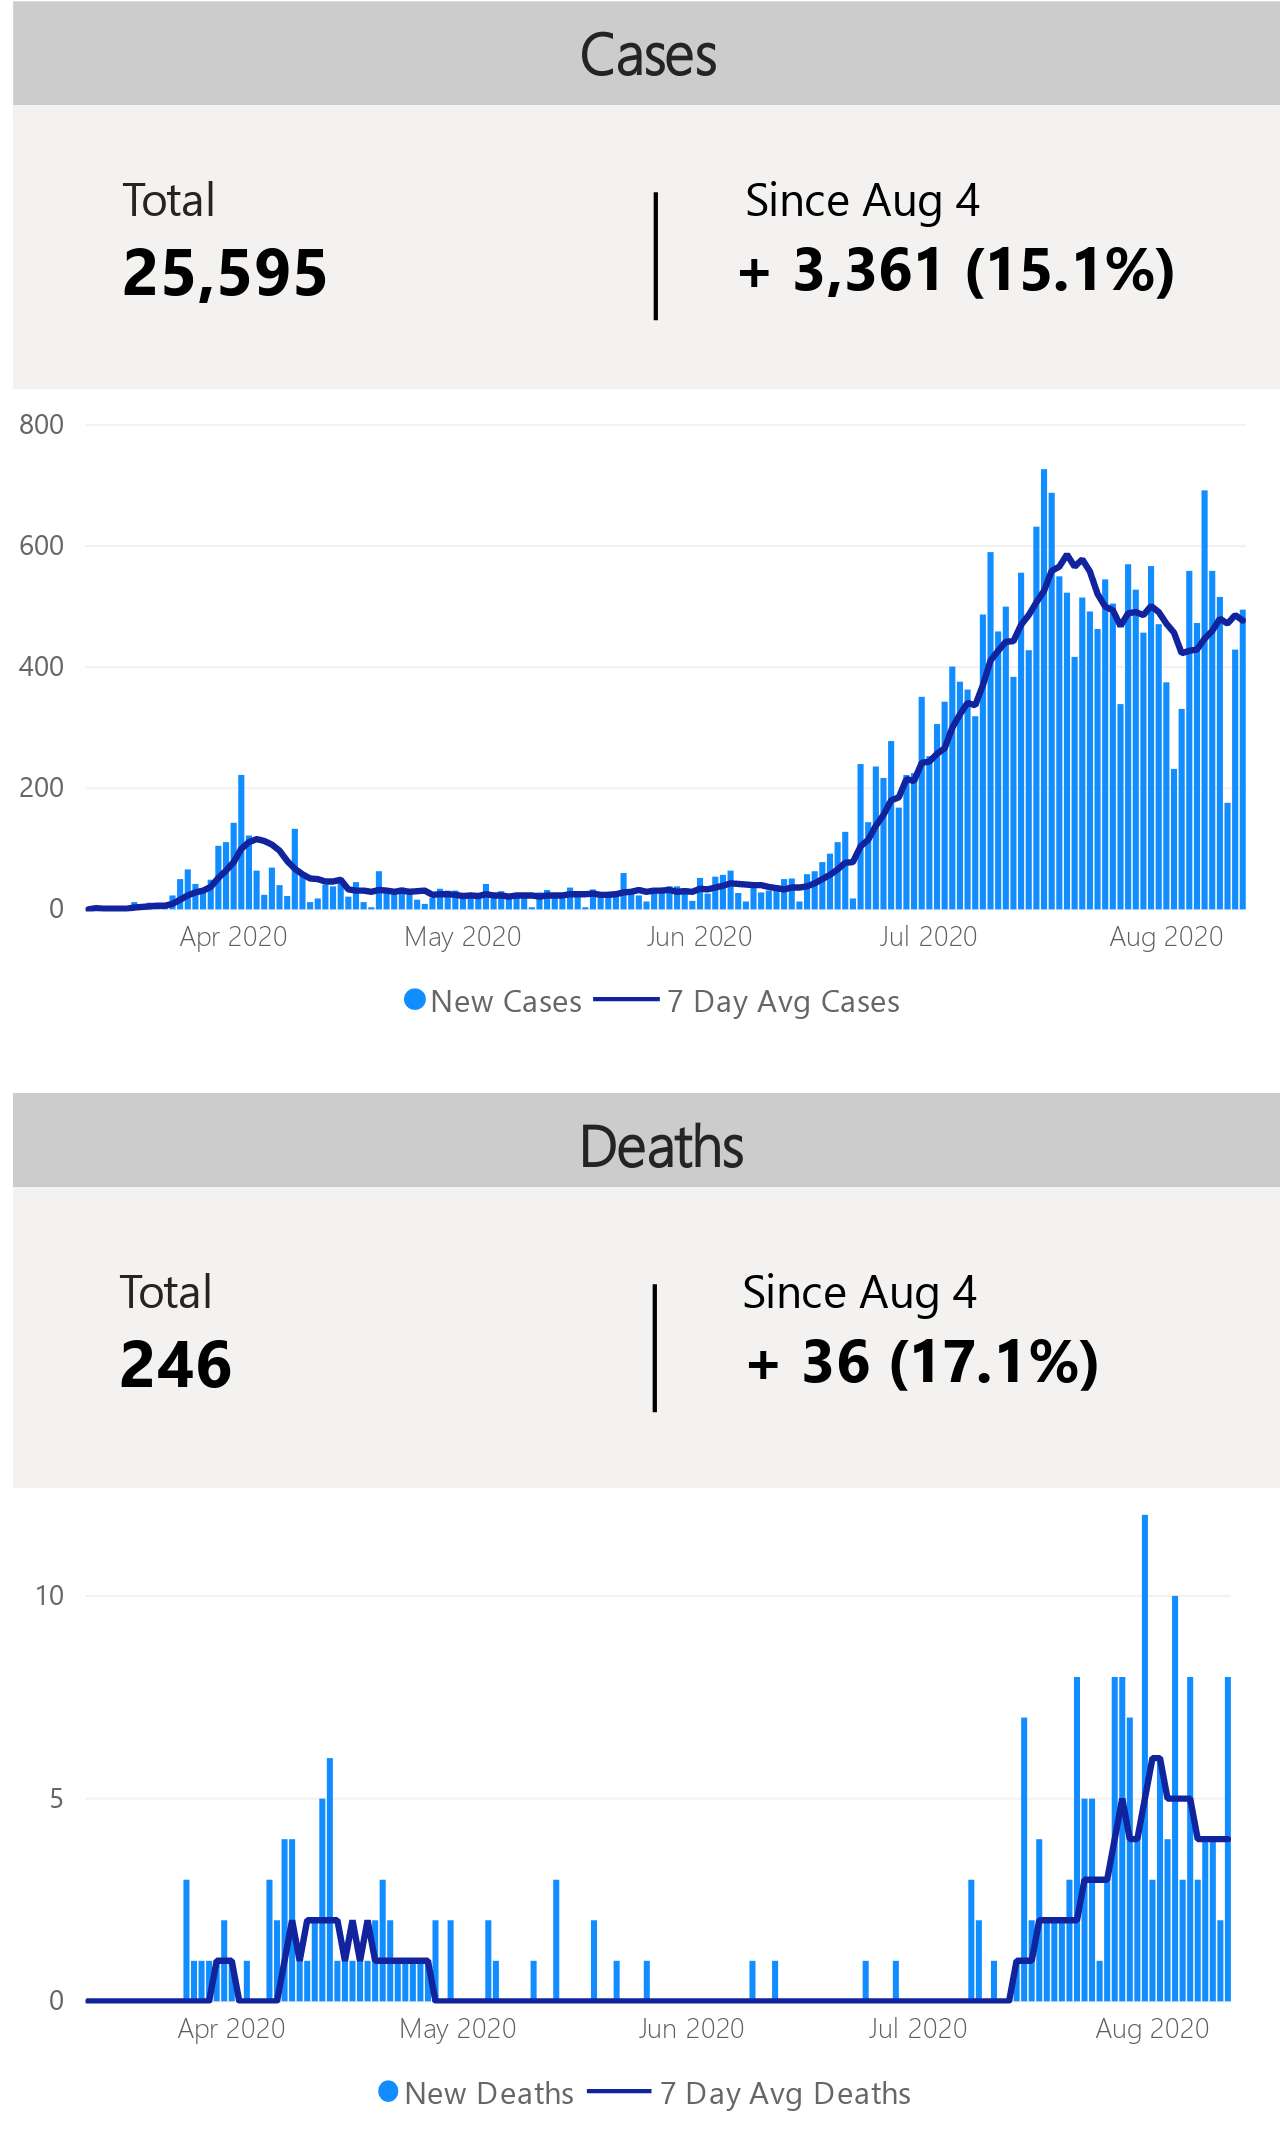 Cases
Total
Since Aug 4
25,595
+ 3,361 (15.1%)
800
600
400
200
0
Apr 2020
May 2020
Jun 2020
Jul 2020
Aug 2020
New Cases
7 Day Avg Cases
Deaths
Total
Since Aug 4
246
+ 36 (17.1%)
10
5
0
Apr 2020
May 2020
Jun 2020
Jul 2020
Aug 2020
New Deaths
7 Day Avg Deaths